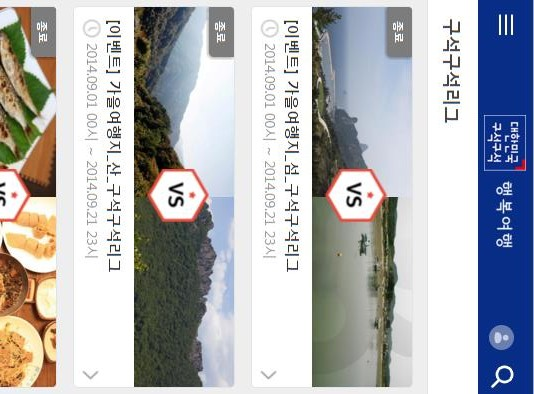 대한민국
구석구석
행복여행
구석구석리그
종료
VS
[이벤트] 가을여행지_섬_구석구석리그
2014.09.01 00시 ~ 2014.09.21 23시
종료
VS
[이벤트] 가을여행지_산_구석구석리그
2014.09.01 00시 ~ 2014.09.21 23시
종료
VS